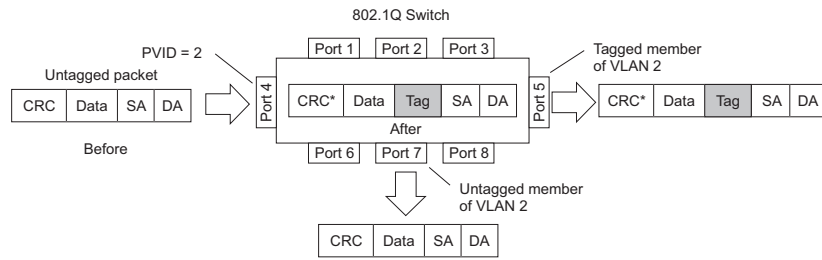 802.1Q Switch
PVID = 2
Port 1
Port 2
Port 3
Tagged member
of VLAN 2
Untagged packet
CRC
Data
SA
DA
Before
Port 4
CRC*
Data
Tag
SA
DA
After
Port 5
CRC*
Data
Tag
SA
DA
Port 6
Port 7
Port 8
Untagged member
of VLAN 2
CRC
Data
SA
DA